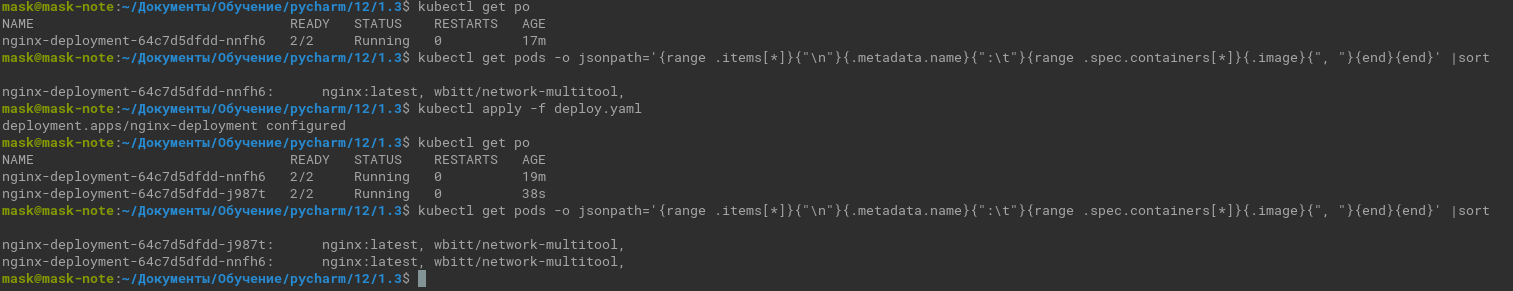 mask@mask-note:~/Документы/Обучение/pycharm/12/1.3$ kubectl get po
NAME                                READY   STATUS    RESTARTS   AGE
nginx-deployment-64c7d5dfdd-nnfh6   2/2     Running   0          17m
mask@mask-note:~/Документы/Обучение/pycharm/12/1.3$ kubectl get pods -o jsonpath='{range .items[*]}{"\n"}{.metadata.name}{":\t"}{range .spec.containers[*]}{.image}{", "}{end}{end}' |sort

nginx-deployment-64c7d5dfdd-nnfh6:      nginx:latest, wbitt/network-multitool,
mask@mask-note:~/Документы/Обучение/pycharm/12/1.3$ kubectl apply -f deploy.yaml
deployment.apps/nginx-deployment configured
mask@mask-note:~/Документы/Обучение/pycharm/12/1.3$ kubectl get po
NAME                                READY   STATUS    RESTARTS   AGE
nginx-deployment-64c7d5dfdd-nnfh6   2/2     Running   0          19m
nginx-deployment-64c7d5dfdd-j987t   2/2     Running   0          38s
mask@mask-note:~/Документы/Обучение/pycharm/12/1.3$ kubectl get pods -o jsonpath='{range .items[*]}{"\n"}{.metadata.name}{":\t"}{range .spec.containers[*]}{.image}{", "}{end}{end}' |sort

nginx-deployment-64c7d5dfdd-j987t:      nginx:latest, wbitt/network-multitool,
nginx-deployment-64c7d5dfdd-nnfh6:      nginx:latest, wbitt/network-multitool,
mask@mask-note:~/Документы/Обучение/pycharm/12/1.3$